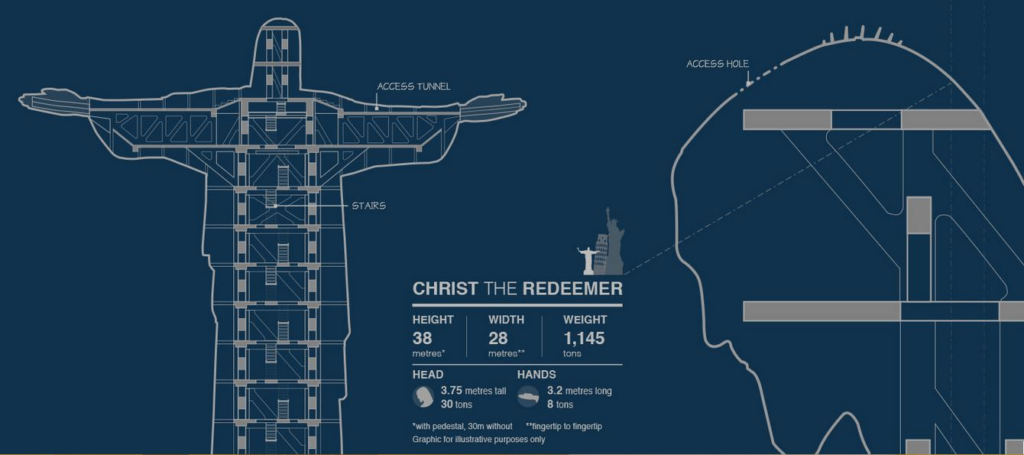 ACCESS TUNNEL
STAIRS
ACCESS HOLE
CHRIST THE REDEEMER
HEIGHT WIDTH WEIGHT
38 28 1,145
metres* metres** tons
HEAD HANDS
3.75 metres tall 3.2 metres long
30 tons 8 tons
*with pedestal, 30m without **fingertip to fingertip
Graphic for illustrative purposes only